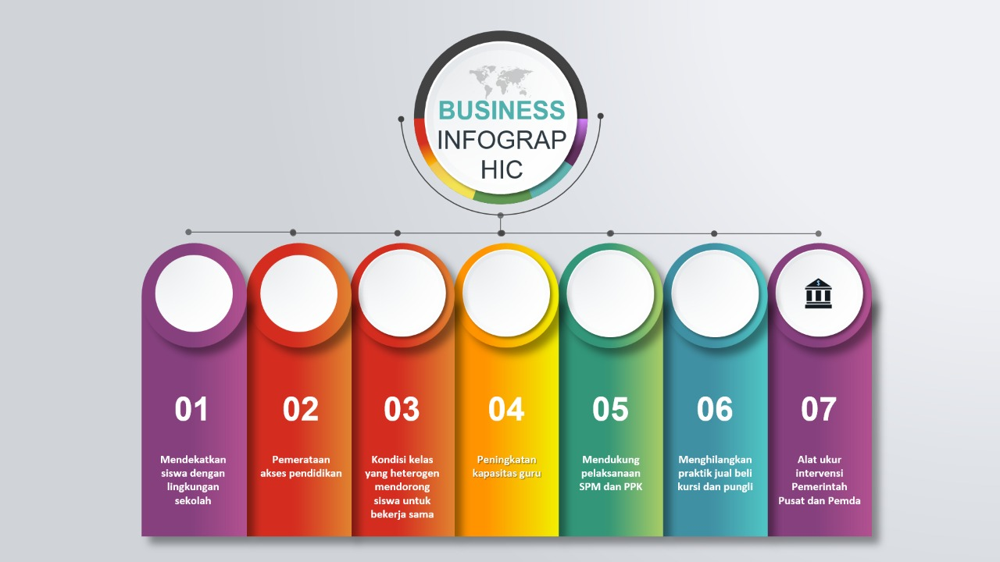 BUSINESS
INFOGRAP
HIC
01
Mendekatkan
siswa dengan
lingkungan
sekolah
02
Pemerataan
akses pendidikan
03
Kondisi kelas
yang heterogen
mendorong
siswa untuk
bekerja sama
04
Peningkatan
kapasitas guru
05
Mendukung
pelaksanaan
SPM dan PPK
06
Menghilangkan
praktik jual beli
kursi dan pungli
$
07
Alat ukur
intervensi
Pemerintah
Pusat dan Pemda